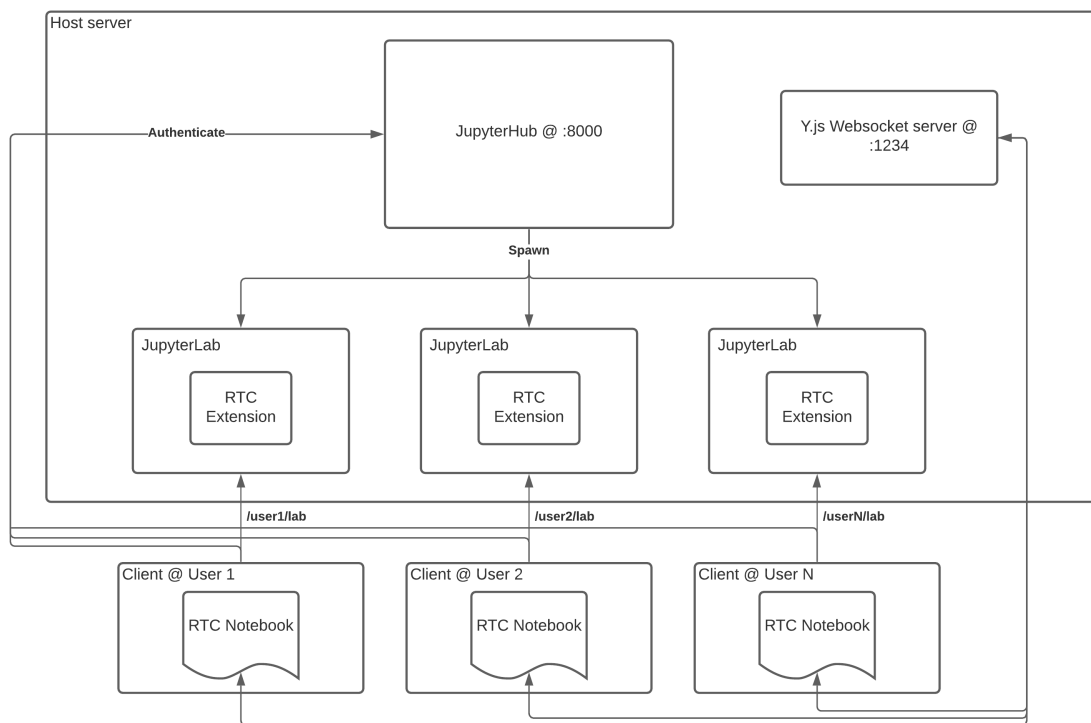 Host server
Authenticate
JupyterHub @ :8000
Y.js Websocket server @
:1234
Spawn
JupyterLab
RTC
Extension
JupyterLab
RTC
Extension
JupyterLab
RTC
Extension
/user1/lab
/user2/lab
/userN/lab
Client @ User 1
RTC Notebook
Client @ User 2
RTC Notebook
Client @ User N
RTC Notebook